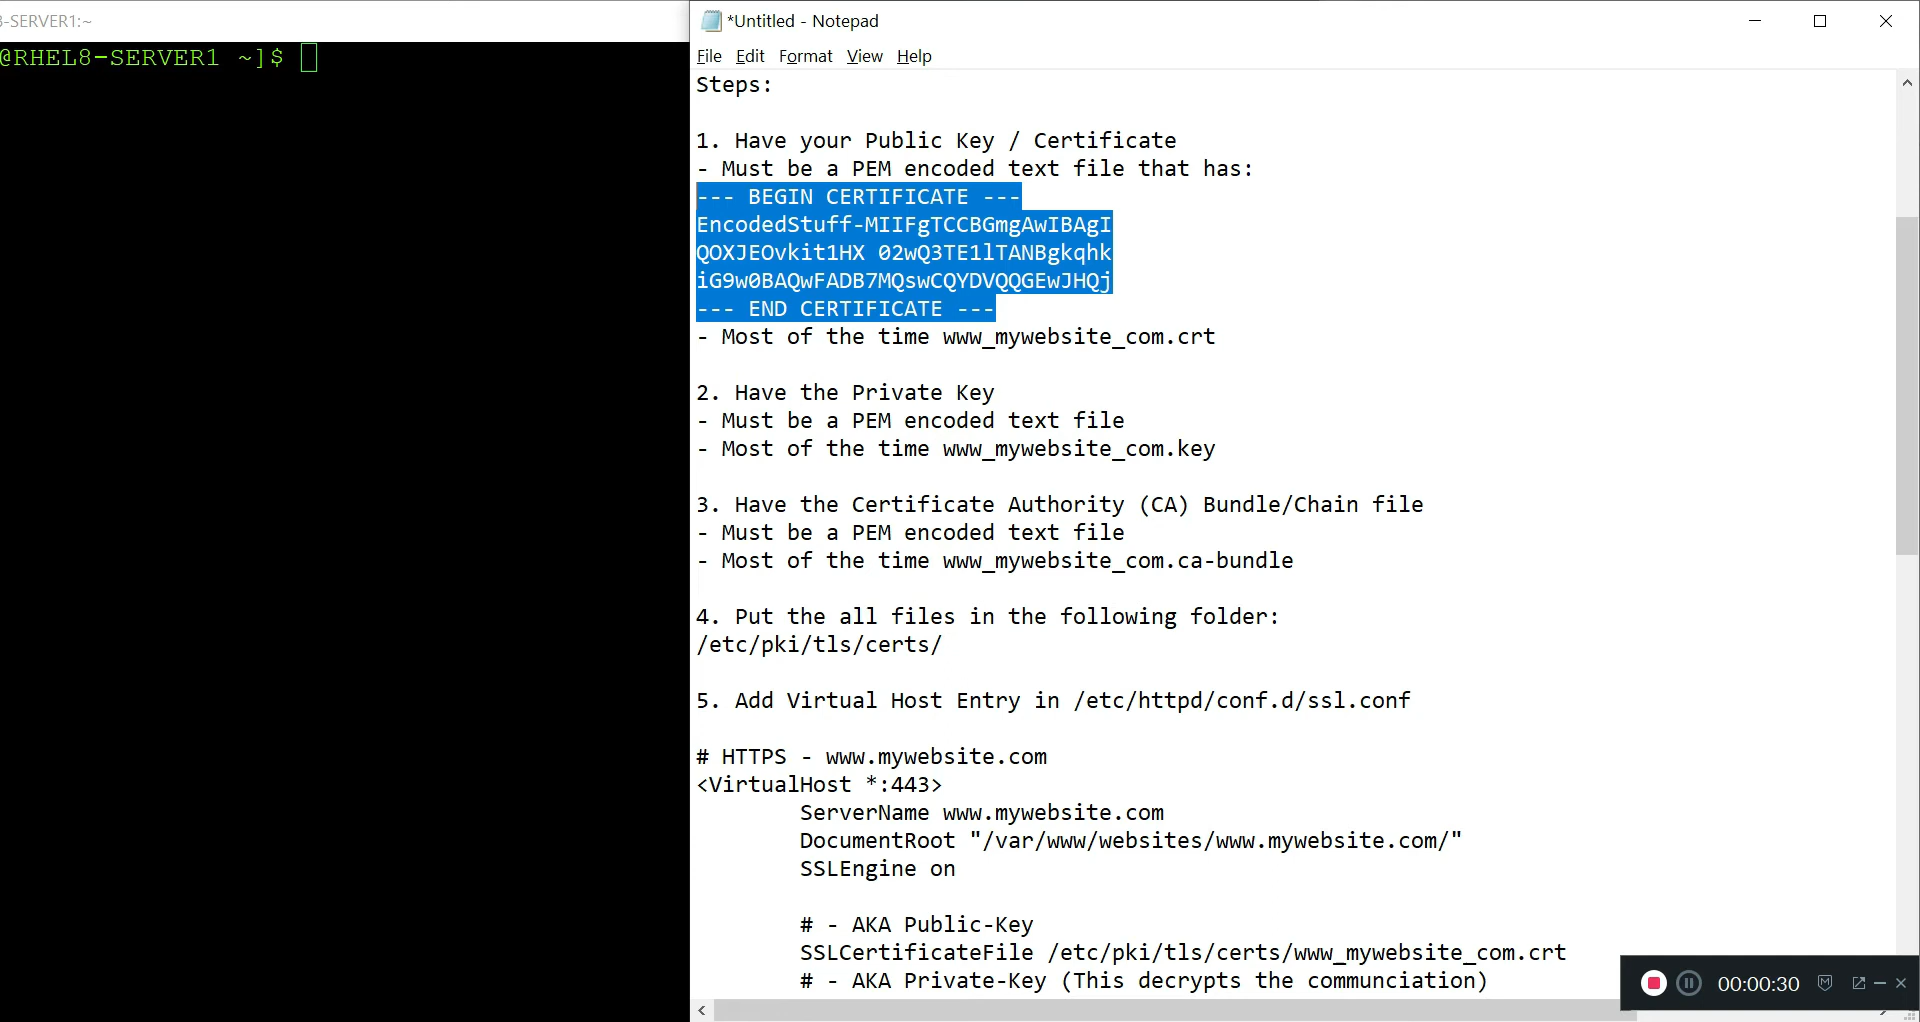 3-SERVER1:~
@RHEL8-SERVER1 ~]$
*Untitled - Notepad
File Edit Format View Help
Steps:
1. Have your Public Key / Certificate
- Must be a PEM encoded text file that has:
--- BEGIN CERTIFICATE ---
EncodedStuff-MIIFgTCCBGmgAwIBAgI
QOXJEOvkit1HX 02wQ3TE1lTANBgkqhk
iG9w0BAQwFADB7MQswCQYDVQQGEwJHQj
--- END CERTIFICATE ---
- Most of the time www_mywebsite_com.crt
2. Have the Private Key
- Must be a PEM encoded text file
- Most of the time www_mywebsite_com.key
3. Have the Certificate Authority (CA) Bundle/Chain file
- Must be a PEM encoded text file
- Most of the time www_mywebsite_com.ca-bundle
4. Put the all files in the following folder:
/etc/pki/tls/certs/
5. Add Virtual Host Entry in /etc/httpd/conf.d/ssl.conf
# HTTPS - www.mywebsite.com
<VirtualHost *:443>
ServerName www.mywebsite.com
DocumentRoot "/var/www/websites/www.mywebsite.com/"
SSLEngine on
# - AKA Public-Key
SSLCertificateFile /etc/pki/tls/certs/www_mywebsite_com.crt
# - AKA Private-Key (This decrypts the communciation)
00:00:30